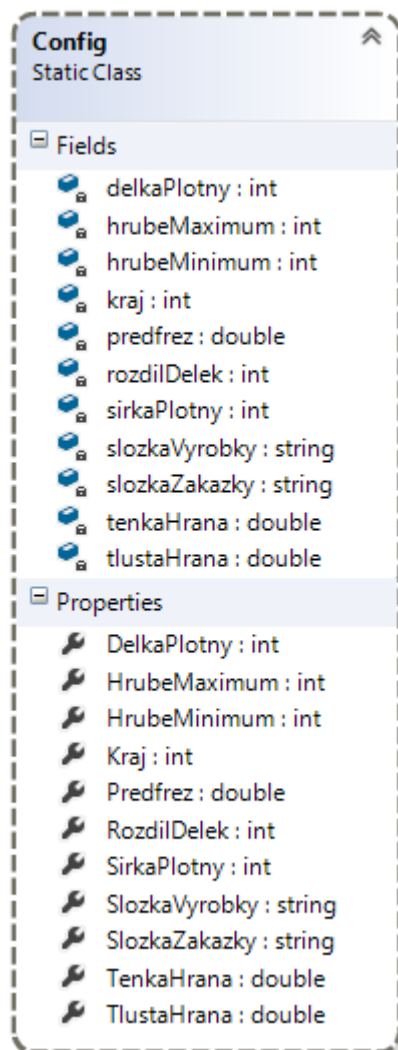 Config
Static Class
Fields
delkaPlotny : int
hrubeMaximum : int
hrubeMinimum : int
kraj : int
predfrez : double
rozdilDelek : int
sirkaPlotny : int
slozkaVyrobky : string
slozkaZakazky : string
tenkaHrana : double
tlustaHrana : double
Properties
DelkaPlotny : int
HrubeMaximum : int
HrubeMinimum : int
Kraj : int
Predfrez : double
RozdilDelek : int
SirkaPlotny : int
SlozkaVyrobky : string
SlozkaZakazky : string
TenkaHrana : double
TlustaHrana : double